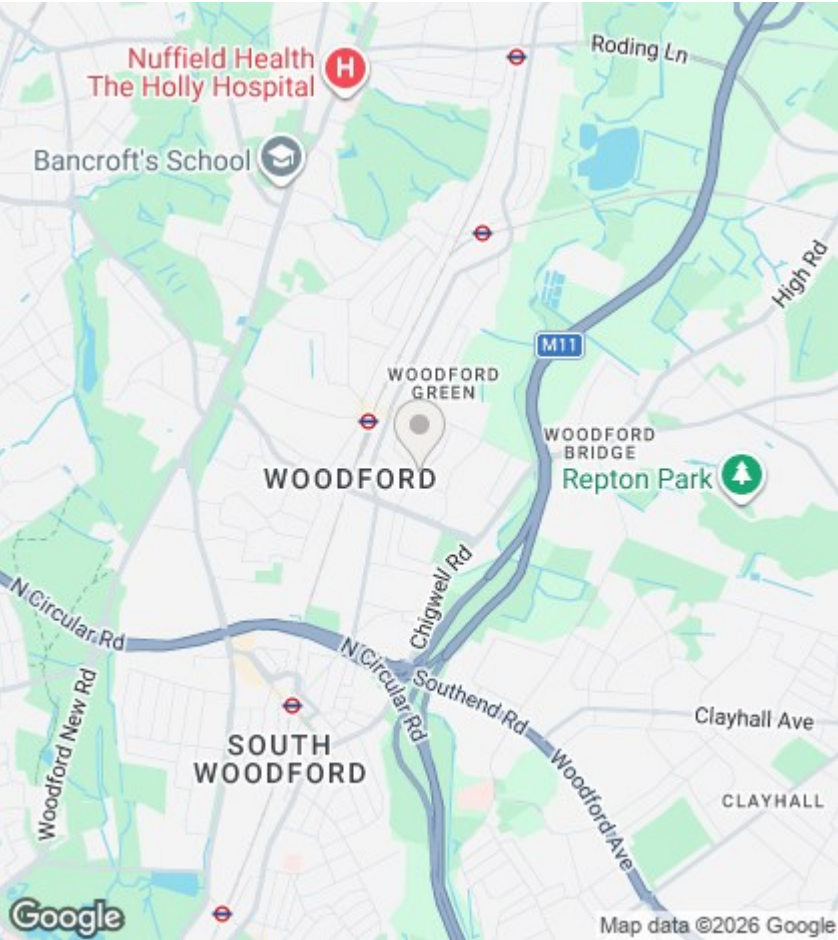 Roding Ln
Nuffield Health
The Holly Hospital
H
Bancroft's School
High Rd
M11
WOODFORD
GREEN
WOODFORD
BRIDGE
WOODFORD
Repton Park
Chigwell Rd
N Circular Rd
N Circular Rd
Southend Rd
Woodford New Rd
Clayhall Ave
SOUTH
WOODFORD
Woodford Ave
CLAYHALL
Google
Map data ©2026 Google